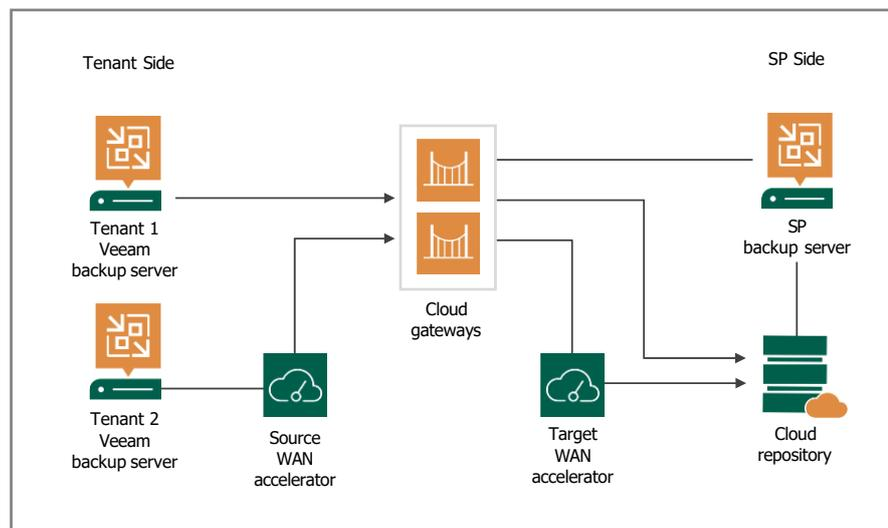 Tenant Side
SP Side
Tenant 1
Veeam
backup server
Cloud
gateways
SP
backup server
Tenant 2
Veeam
backup server
Source
WAN
accelerator
Target
WAN
accelerator
Cloud
repository